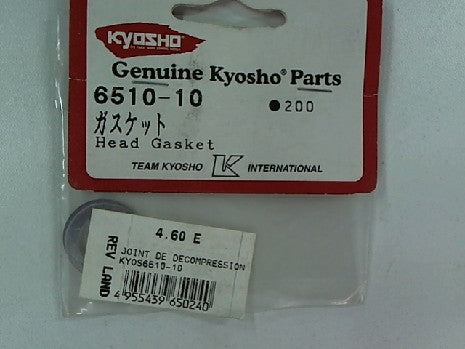 KYOSHO
Genuine Kyosho® Parts
6510-10 ●200
ガスケット
Head Gasket
TEAM KYOSHO K INTERNATIONAL
4.60 E
JOINT DE DECOMPRESSION
KYOS6510-10
4 955439 650240
REV LAND